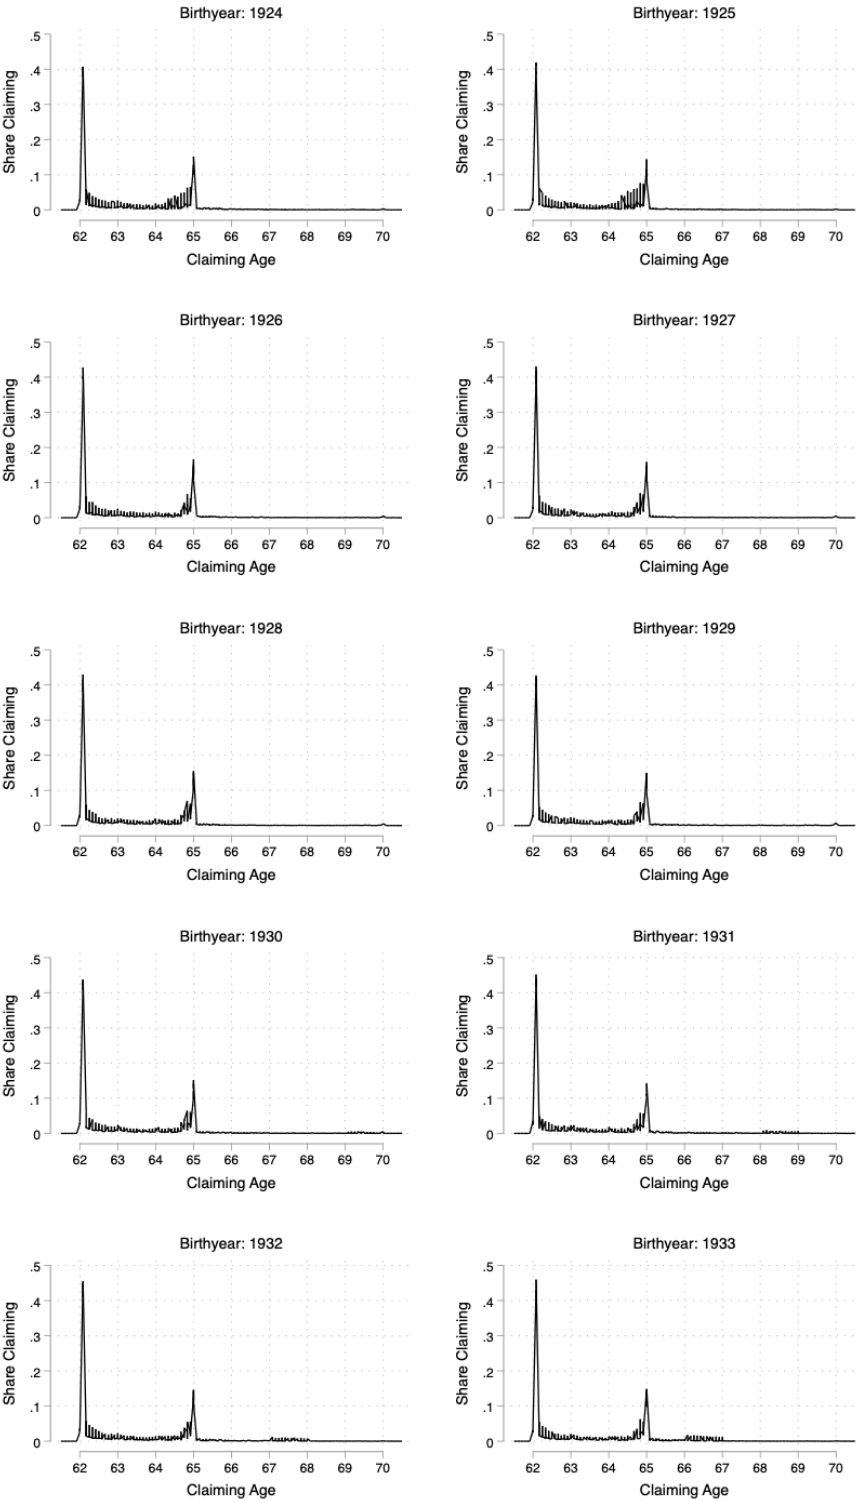 Birthyear: 1924
.5
.4
.3
.2
.1
0
Share Claiming
62 63 64 65 66 67 68 69 70
Claiming Age
Birthyear: 1925
.5
.4
.3
.2
.1
0
Share Claiming
62 63 64 65 66 67 68 69 70
Claiming Age
Birthyear: 1926
.5
.4
.3
.2
.1
0
Share Claiming
62 63 64 65 66 67 68 69 70
Claiming Age
Birthyear: 1927
.5
.4
.3
.2
.1
0
Share Claiming
62 63 64 65 66 67 68 69 70
Claiming Age
Birthyear: 1928
.5
.4
.3
.2
.1
0
Share Claiming
62 63 64 65 66 67 68 69 70
Claiming Age
Birthyear: 1929
.5
.4
.3
.2
.1
0
Share Claiming
62 63 64 65 66 67 68 69 70
Claiming Age
Birthyear: 1930
.5
.4
.3
.2
.1
0
Share Claiming
62 63 64 65 66 67 68 69 70
Claiming Age
Birthyear: 1931
.5
.4
.3
.2
.1
0
Share Claiming
62 63 64 65 66 67 68 69 70
Claiming Age
Birthyear: 1932
.5
.4
.3
.2
.1
0
Share Claiming
62 63 64 65 66 67 68 69 70
Claiming Age
Birthyear: 1933
.5
.4
.3
.2
.1
0
Share Claiming
62 63 64 65 66 67 68 69 70
Claiming Age